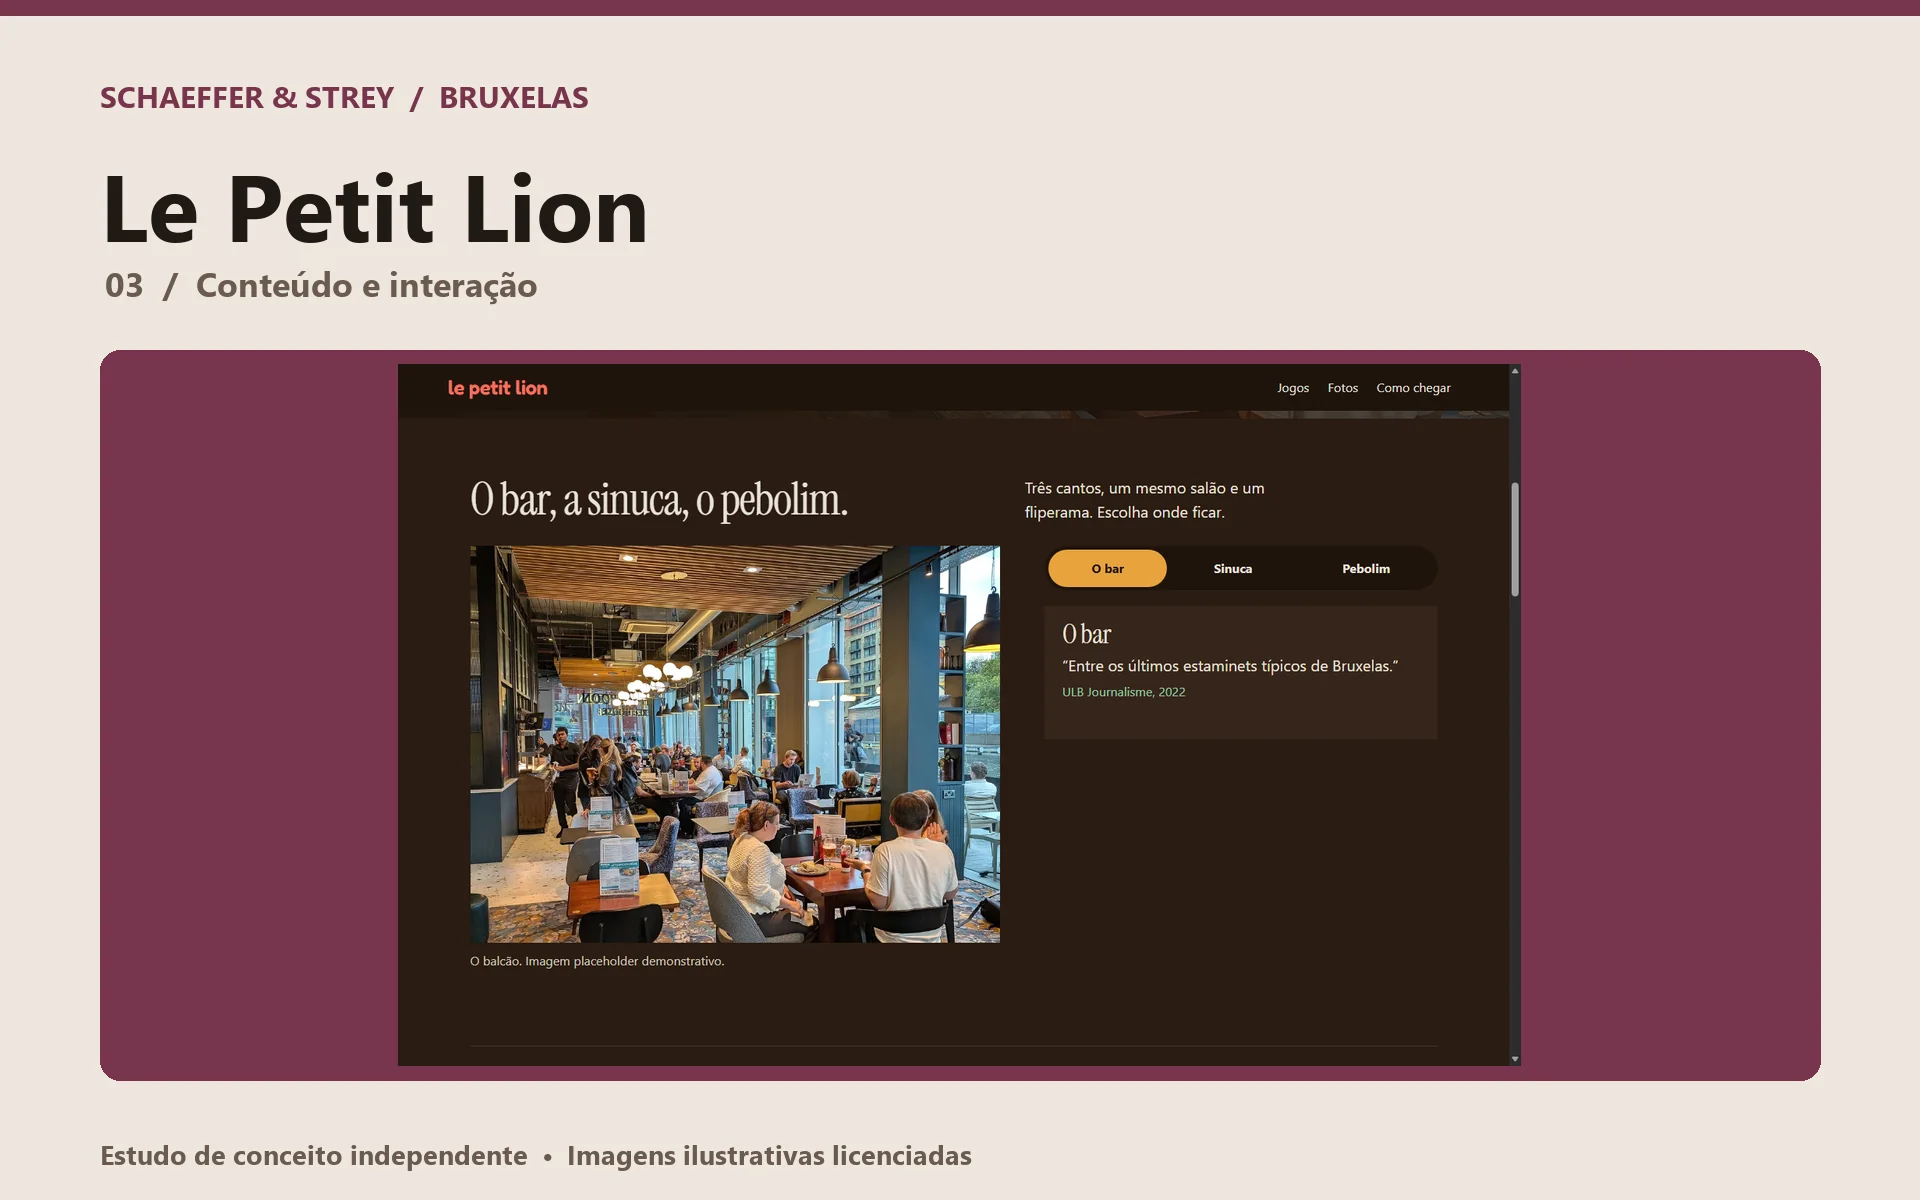 SCHAEFFER & STREY / BRUXELAS
Le Petit Lion
03 / Conteúdo e interação
le petit lion
Jogos Fotos Como chegar
O bar, a sinuca, o pebolim.
Três cantos, um mesmo salão e um
fliperama. Escolha onde ficar.
O bar Sinuca Pebolim
O bar
“Entre os últimos estaminets típicos de Bruxelas.”
ULB Journalisme, 2022
O balcão. Imagem placeholder demonstrativo.
Estudo de conceito independente • Imagens ilustrativas licenciadas